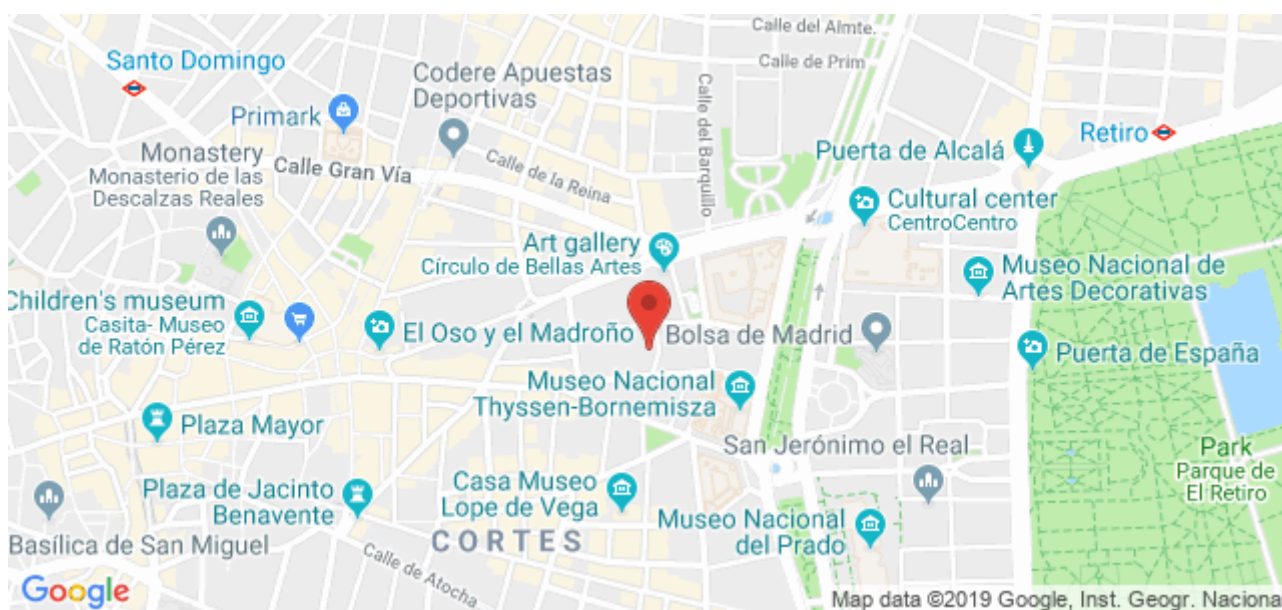 Calle del Almte.
Santo Domingo
Codere Apuestas
Deportivas
Calle de Prim
Calle del Barquillo
Primark
Retiro
Monastery
Monasterio de las
Descalzas Reales
Calle Gran Vía
Calle de la Reina
Puerta de Alcalá
Cultural center
CentroCentro
Art gallery
Círculo de Bellas Artes
Museo Nacional de
Artes Decorativas
Children's museum
Casita- Museo
de Ratón Pérez
El Oso y el Madroño
Bolsa de Madrid
Puerta de España
Museo Nacional
Thyssen-Bornemisza
Plaza Mayor
San Jerónimo el Real
Park
Parque de
El Retiro
Plaza de Jacinto
Benavente
Casa Museo
Lope de Vega
Museo Nacional
del Prado
CORTES
Basílica de San Miguel
Calle de Atocha
Google
Map data ©2019 Google, Inst. Geogr. Naciona